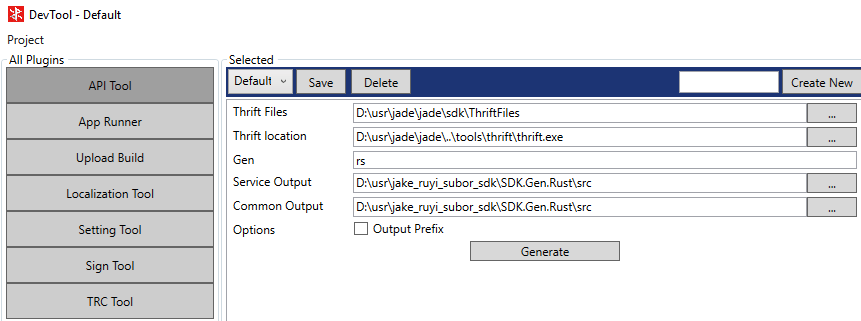 DevTool - Default
Project
All Plugins
API Tool
App Runner
Upload Build
Localization Tool
Setting Tool
Sign Tool
TRC Tool
Selected
Default Save Delete Create New
Thrift Files D:\usr\jade\jade\sdk\ThriftFiles ...
Thrift location D:\usr\jade\jade\..\tools\thrift\thrift.exe ...
Gen rs
Service Output D:\usr\jake_ruyi_subor_sdk\SDK.Gen.Rust\src ...
Common Output D:\usr\jake_ruyi_subor_sdk\SDK.Gen.Rust\src ...
Options Output Prefix
Generate